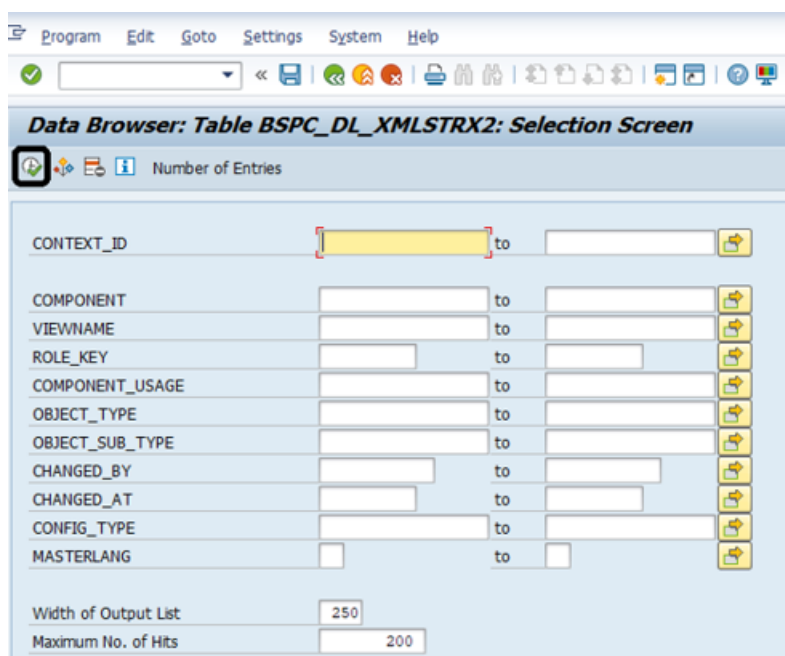 Program Edit Goto Settings System Help
Data Browser: Table BSPC_DL_XMLSTRX2: Selection Screen
Number of Entries
CONTEXT_ID to
COMPONENT to
VIEWNAME to
ROLE_KEY to
COMPONENT_USAGE to
OBJECT_TYPE to
OBJECT_SUB_TYPE to
CHANGED_BY to
CHANGED_AT to
CONFIG_TYPE to
MASTERLANG to
Width of Output List 250
Maximum No. of Hits 200